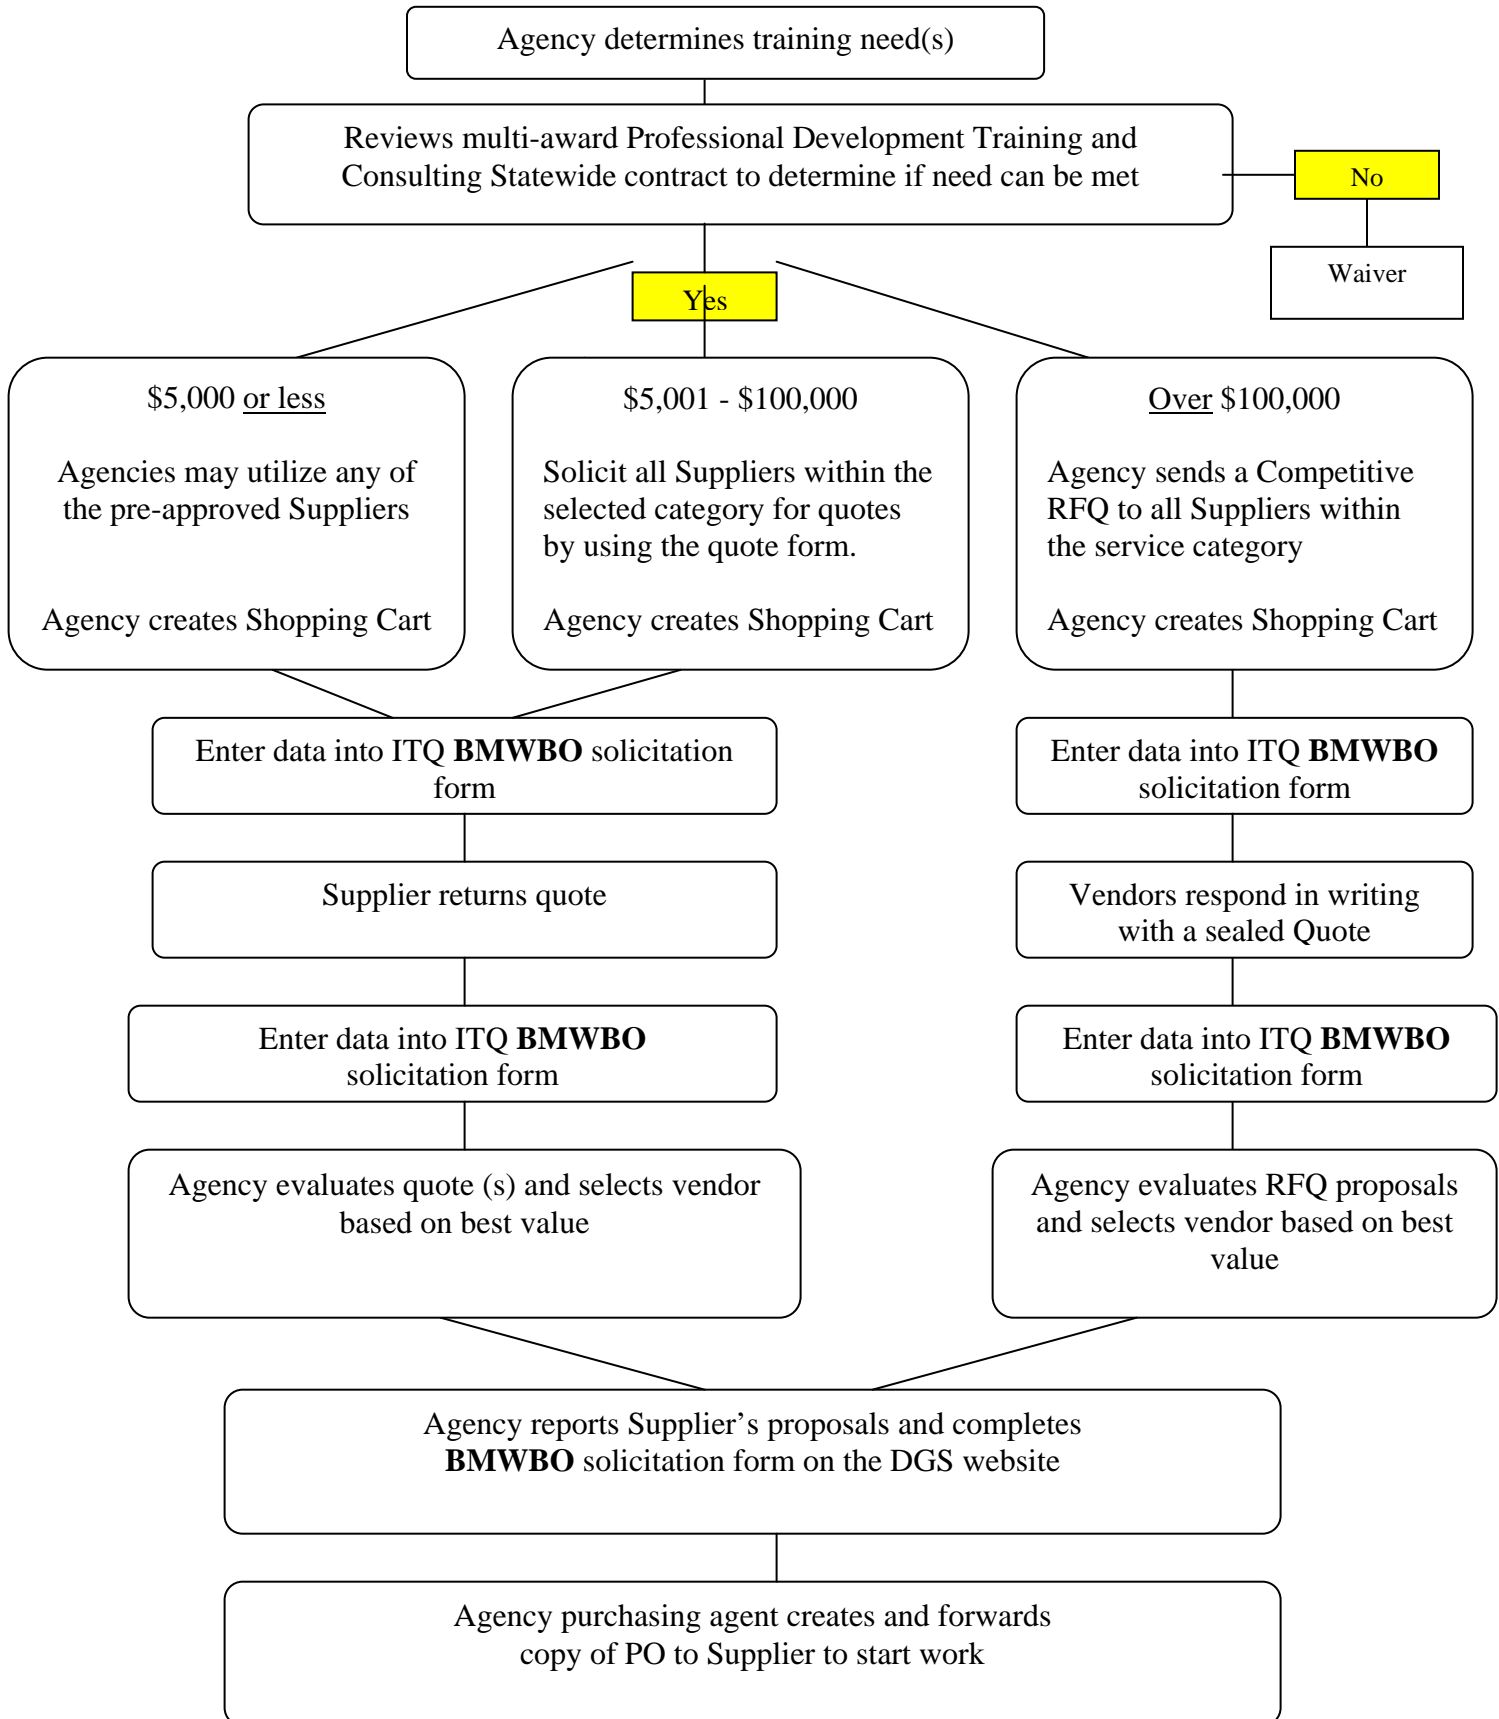 Agency determines training need(s)
Reviews multi-award Professional Development Training and
Consulting Statewide contract to determine if need can be met
No
Waiver
Yes
$5,000 or less
Agencies may utilize any of
the pre-approved Suppliers
Agency creates Shopping Cart
$5,001 - $100,000
Solicit all Suppliers within the
selected category for quotes
by using the quote form.
Agency creates Shopping Cart
Over $100,000
Agency sends a Competitive
RFQ to all Suppliers within
the service category
Agency creates Shopping Cart
Enter data into ITQ BMWBO solicitation
form
Supplier returns quote
Enter data into ITQ BMWBO
solicitation form
Agency evaluates quote (s) and selects vendor
based on best value
Enter data into ITQ BMWBO
solicitation form
Vendors respond in writing
with a sealed Quote
Enter data into ITQ BMWBO
solicitation form
Agency evaluates RFQ proposals
and selects vendor based on best
value
Agency reports Supplier’s proposals and completes
BMWBO solicitation form on the DGS website
Agency purchasing agent creates and forwards
copy of PO to Supplier to start work